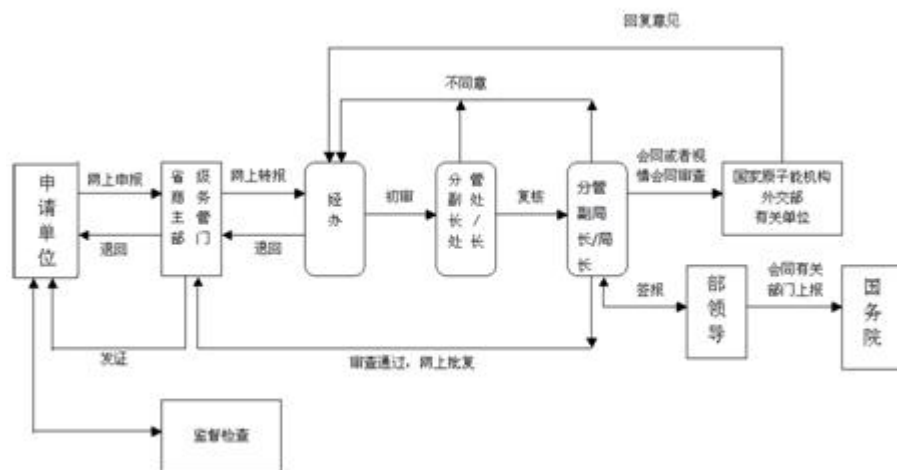 回复意见
不同意
会同或者视
情会同审查
申请单位
网上申报
退回
省级
商务
主管
部门
网上转报
退回
经办
初审
分管
副处
长/
处长
复核
分管
副局
长/局
长
国家原子能机构
外交部
有关单位
签报
部领导
会同有关
部门上报
国务院
发证
审查通过，网上批复
监督检查